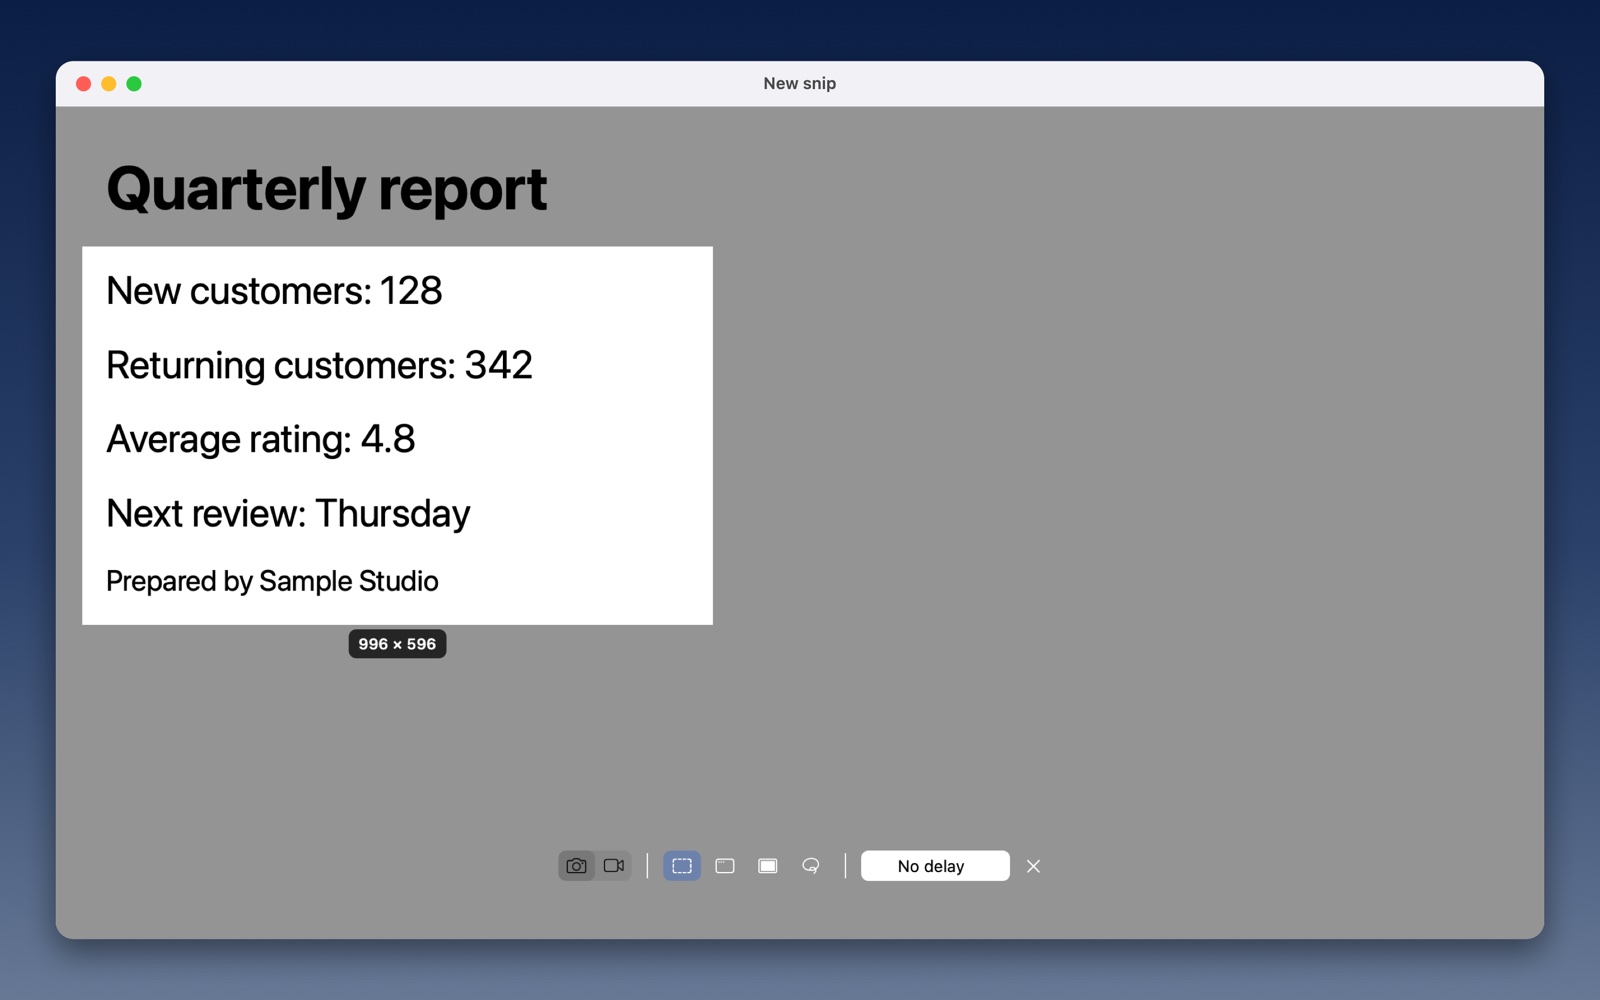 New snip
Quarterly report
New customers: 128
Returning customers: 342
Average rating: 4.8
Next review: Thursday
Prepared by Sample Studio
996 × 596
No delay